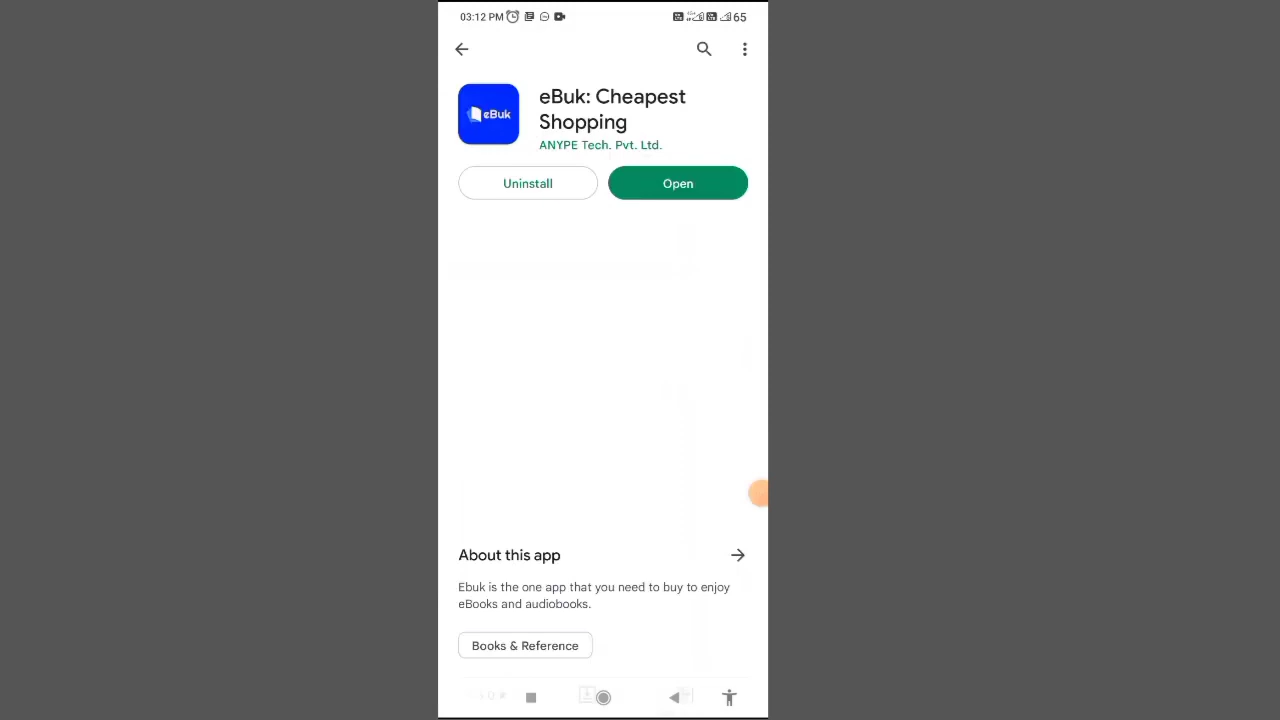 03:12 PM 65
eBuk
eBuk: Cheapest
Shopping
ANYPE Tech. Pvt. Ltd.
Uninstall
Open
About this app
Ebuk is the one app that you need to buy to enjoy
eBooks and audiobooks.
Books & Reference